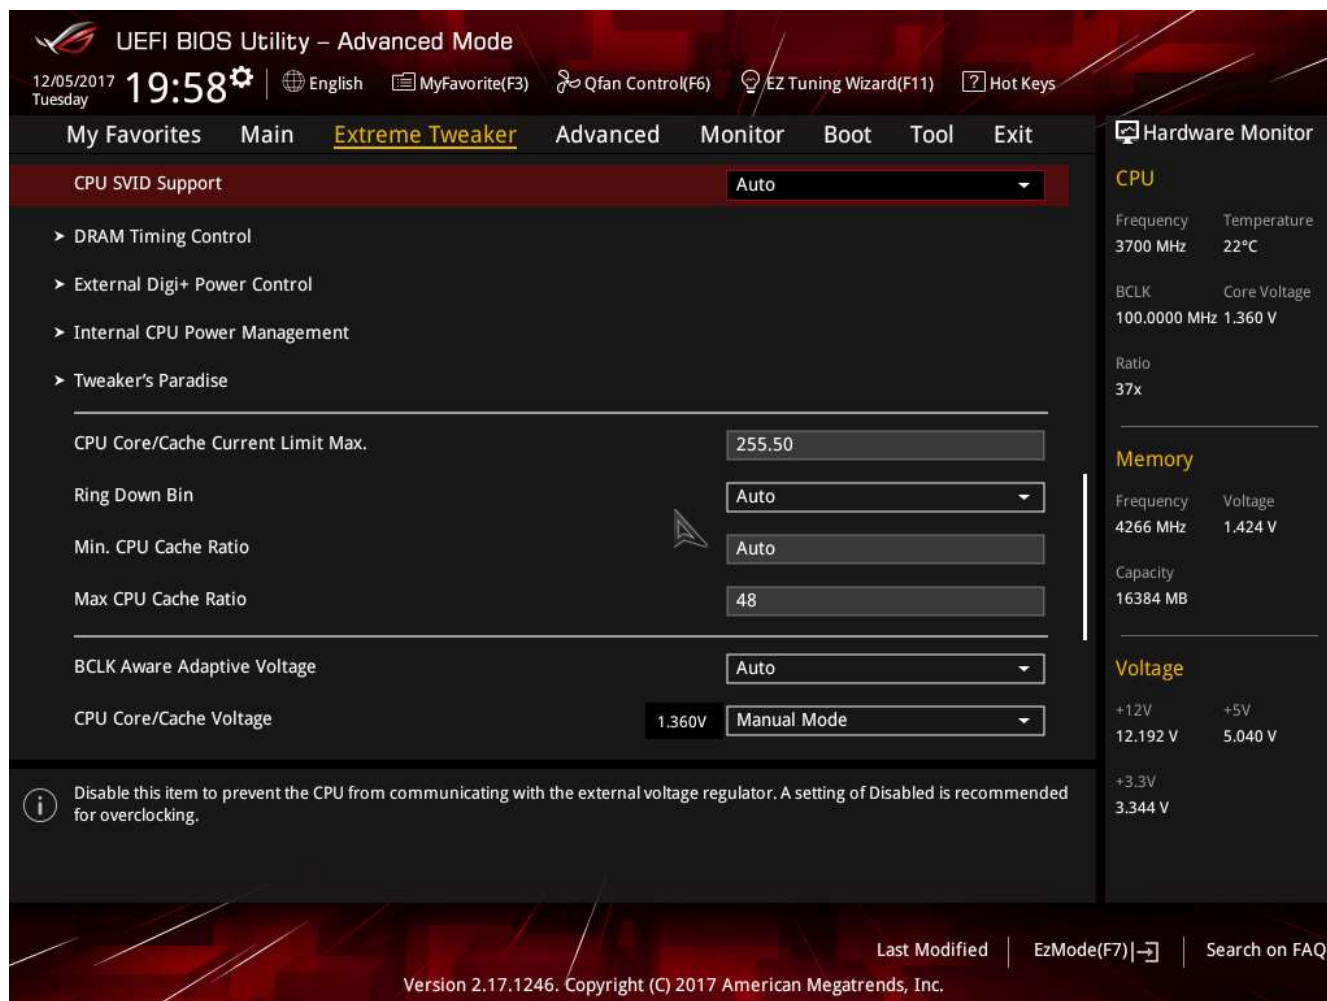 UEFI BIOS Utility – Advanced Mode
12/05/2017
Tuesday
19:58
English
MyFavorite(F3)
Qfan Control(F6)
EZ Tuning Wizard(F11)
? Hot Keys
My Favorites Main Extreme Tweaker Advanced Monitor Boot Tool Exit
CPU SVID Support Auto
DRAM Timing Control
External Digi+ Power Control
Internal CPU Power Management
Tweaker's Paradise
CPU Core/Cache Current Limit Max. 255.50
Ring Down Bin Auto
Min. CPU Cache Ratio Auto
Max CPU Cache Ratio 48
BCLK Aware Adaptive Voltage Auto
CPU Core/Cache Voltage 1.360V Manual Mode
Disable this item to prevent the CPU from communicating with the external voltage regulator. A setting of Disabled is recommended
for overclocking.
Hardware Monitor
CPU
Frequency Temperature
3700 MHz 22°C
BCLK Core Voltage
100.0000 MHz 1.360 V
Ratio
37x
Memory
Frequency Voltage
4266 MHz 1.424 V
Capacity
16384 MB
Voltage
+12V +5V
12.192 V 5.040 V
+3.3V
3.344 V
Last Modified EzMode(F7) Search on FAQ
Version 2.17.1246. Copyright (C) 2017 American Megatrends, Inc.